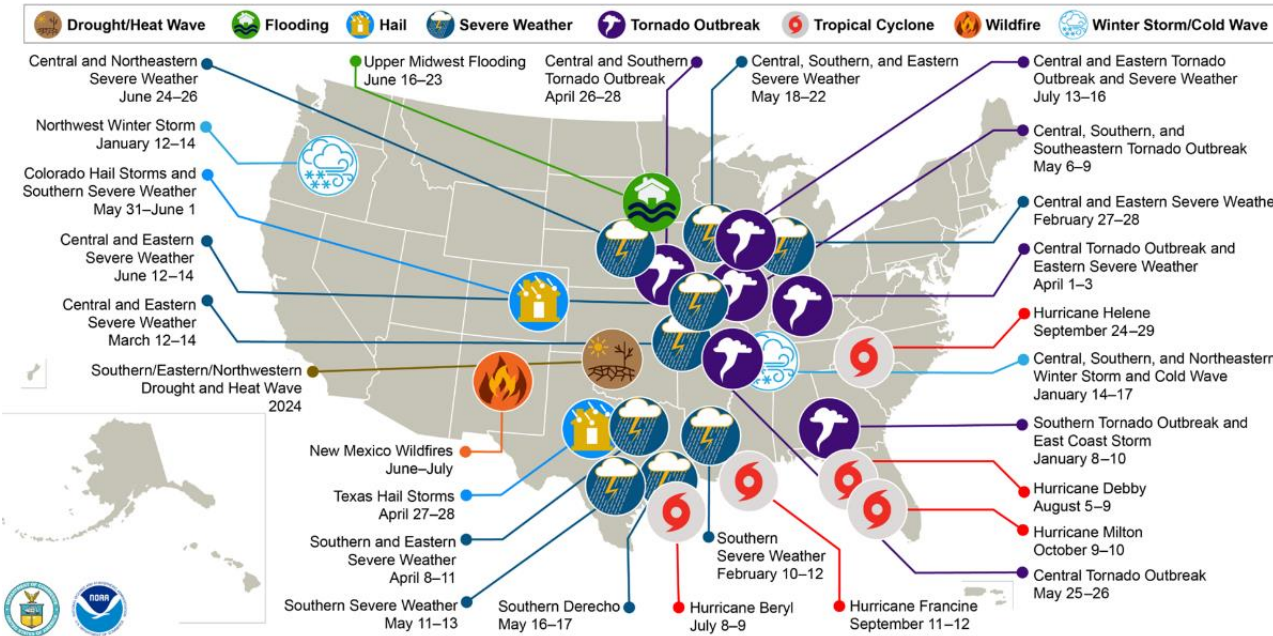 Drought/Heat Wave
Flooding
Hail
Severe Weather
Tornado Outbreak
Tropical Cyclone
Wildfire
Winter Storm/Cold Wave
Central and Northeastern
Severe Weather
June 24–26
Northwest Winter Storm
January 12–14
Colorado Hail Storms and
Southern Severe Weather
May 31–June 1
Central and Eastern
Severe Weather
June 12–14
Central and Eastern
Severe Weather
March 12–14
Southern/Eastern/Northwestern
Drought and Heat Wave
2024
New Mexico Wildfires
June–July
Texas Hail Storms
April 27–28
Southern and Eastern
Severe Weather
April 8–11
Southern Severe Weather
May 11–13
Upper Midwest Flooding
June 16–23
Central and Southern
Tornado Outbreak
April 26–28
Central, Southern, and Eastern
Severe Weather
May 18–22
Central and Eastern Tornado
Outbreak and Severe Weather
July 13–16
Central, Southern, and
Southeastern Tornado Outbreak
May 6–9
Central and Eastern Severe Weathe
February 27–28
Central Tornado Outbreak and
Eastern Severe Weather
April 1–3
Hurricane Helene
September 24–29
Central, Southern, and Northeastern
Winter Storm and Cold Wave
January 14–17
Southern Tornado Outbreak and
East Coast Storm
January 8–10
Hurricane Debby
August 5–9
Hurricane Milton
October 9–10
Central Tornado Outbreak
May 25–26
Southern Derecho
May 16–17
Hurricane Beryl
July 8–9
Southern
Severe Weather
February 10–12
Hurricane Francine
September 11–12
NOAA